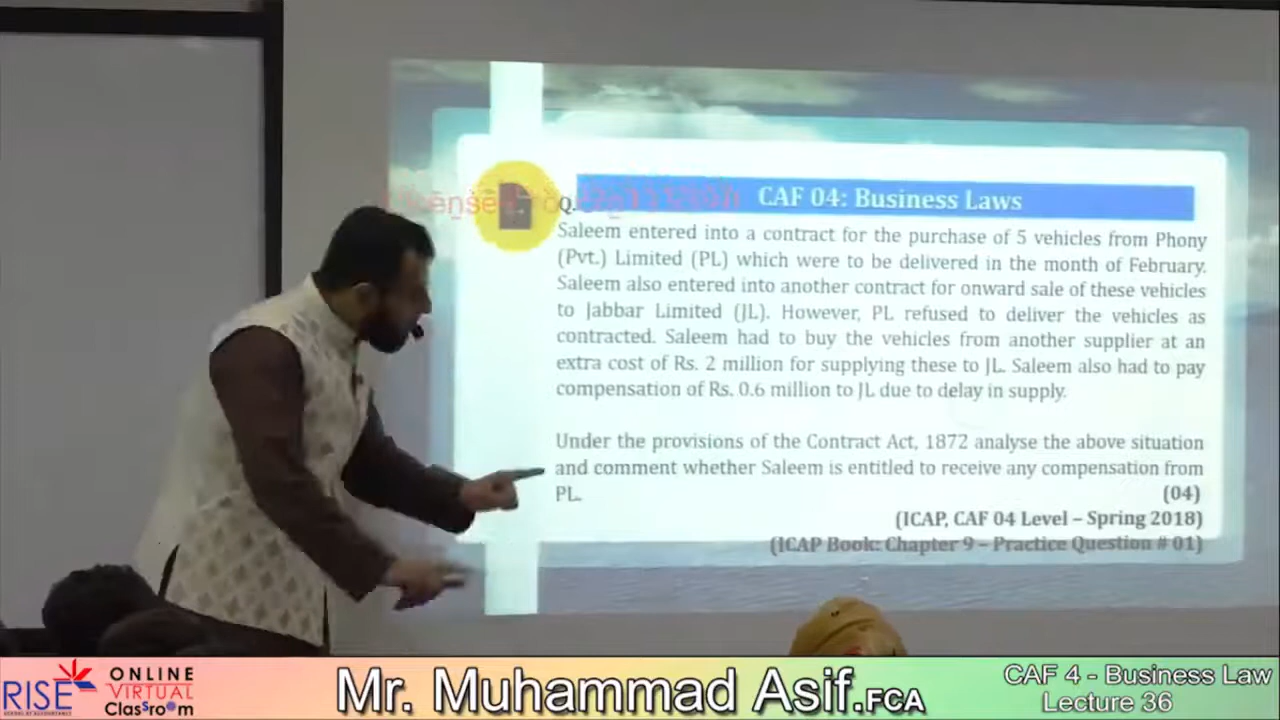 CAF 04: Business Laws
Q.
Saleem entered into a contract for the purchase of 5 vehicles from Phony
(Pvt.) Limited (PL) which were to be delivered in the month of February.
Saleem also entered into another contract for onward sale of these vehicles
to Jabbar Limited (JL). However, PL refused to deliver the vehicles as
contracted. Saleem had to buy the vehicles from another supplier at an
extra cost of Rs. 2 million for supplying these to JL. Saleem also had to pay
compensation of Rs. 0.6 million to JL due to delay in supply.
Under the provisions of the Contract Act, 1872 analyse the above situation
and comment whether Saleem is entitled to receive any compensation from
PL. (04)
(ICAP, CAF 04 Level – Spring 2018)
(ICAP Book: Chapter 9 – Practice Question # 01)
RISE
ONLINE
VIRTUAL
Classroom
Mr. Muhammad Asif.FCA
CAF 4 - Business Law
Lecture 36